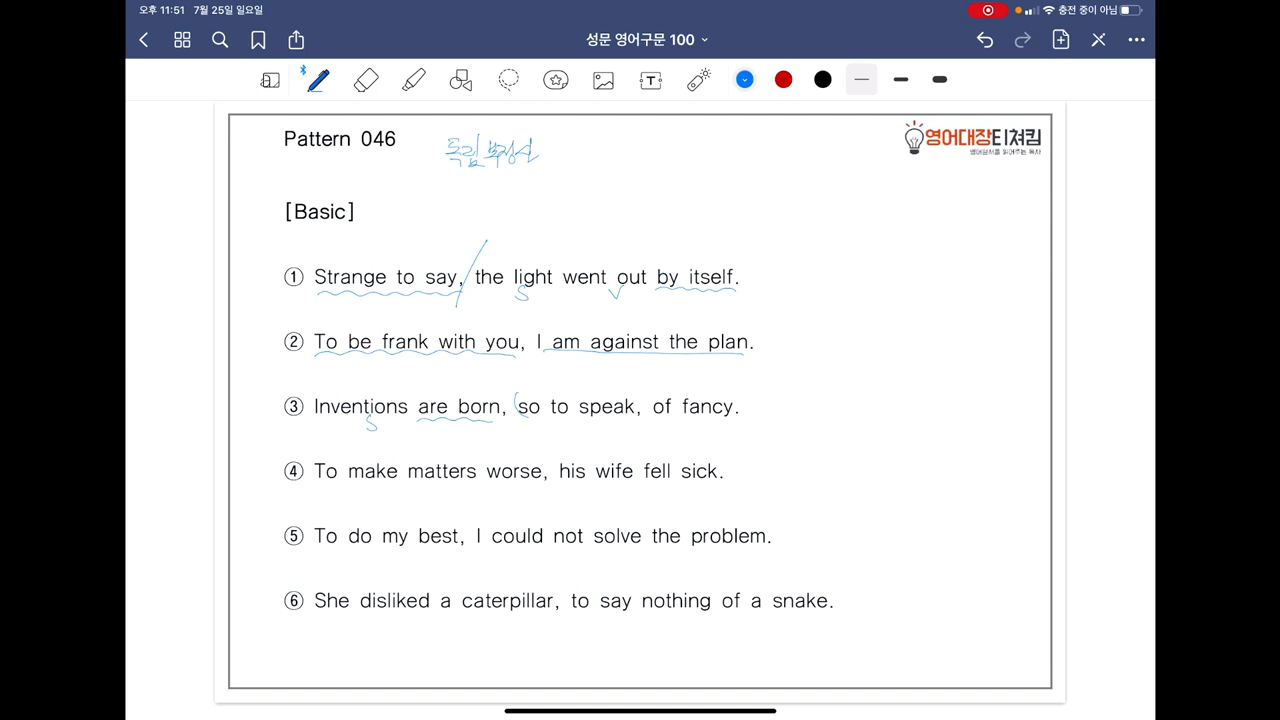 오후 11:51 7월 25일 일요일
충전 중이 아님
성문 영어구문 100
Pattern 046
독립부정사
영어대장티쳐킴
[Basic]
① Strange to say, the light went out by itself.
S V
② To be frank with you, I am against the plan.
③ Inventions are born, (so to speak, of fancy.
S
④ To make matters worse, his wife fell sick.
⑤ To do my best, I could not solve the problem.
⑥ She disliked a caterpillar, to say nothing of a snake.